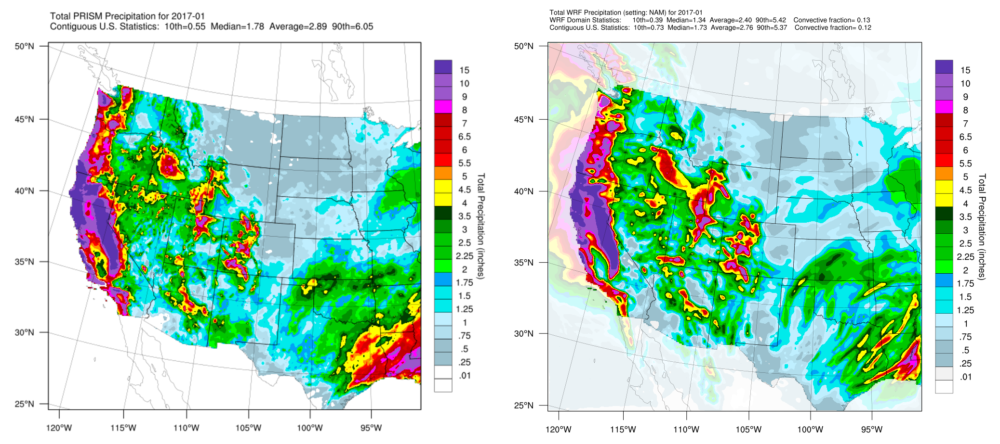 Total PRISM Precipitation for 2017-01
Contiguous U.S. Statistics: 10th=0.55 Median=1.78 Average=2.89 90th=6.05
50°N
45°N
40°N
35°N
30°N
25°N
120°W
115°W
110°W
105°W
100°W
95°W
15
10
9
8
7
6.5
6
5.5
5
4.5
4
3.5
3
2.5
2.25
2
1.75
1.5
1.25
1
.75
.5
.25
.01
Total Precipitation (inches)
Total WRF Precipitation (setting: NAM) for 2017-01
WRF Domain Statistics: 10th=0.39 Median=1.34 Average=2.40 90th=5.42 Convective fraction= 0.13
Contiguous U.S. Statistics: 10th=0.73 Median=1.73 Average=2.76 90th=5.37 Convective fraction= 0.12
50°N
45°N
40°N
35°N
30°N
25°N
120°W
115°W
110°W
105°W
100°W
95°W
15
10
9
8
7
6.5
6
5.5
5
4.5
4
3.5
3
2.5
2.25
2
1.75
1.5
1.25
1
.75
.5
.25
.01
Total Precipitation (inches)